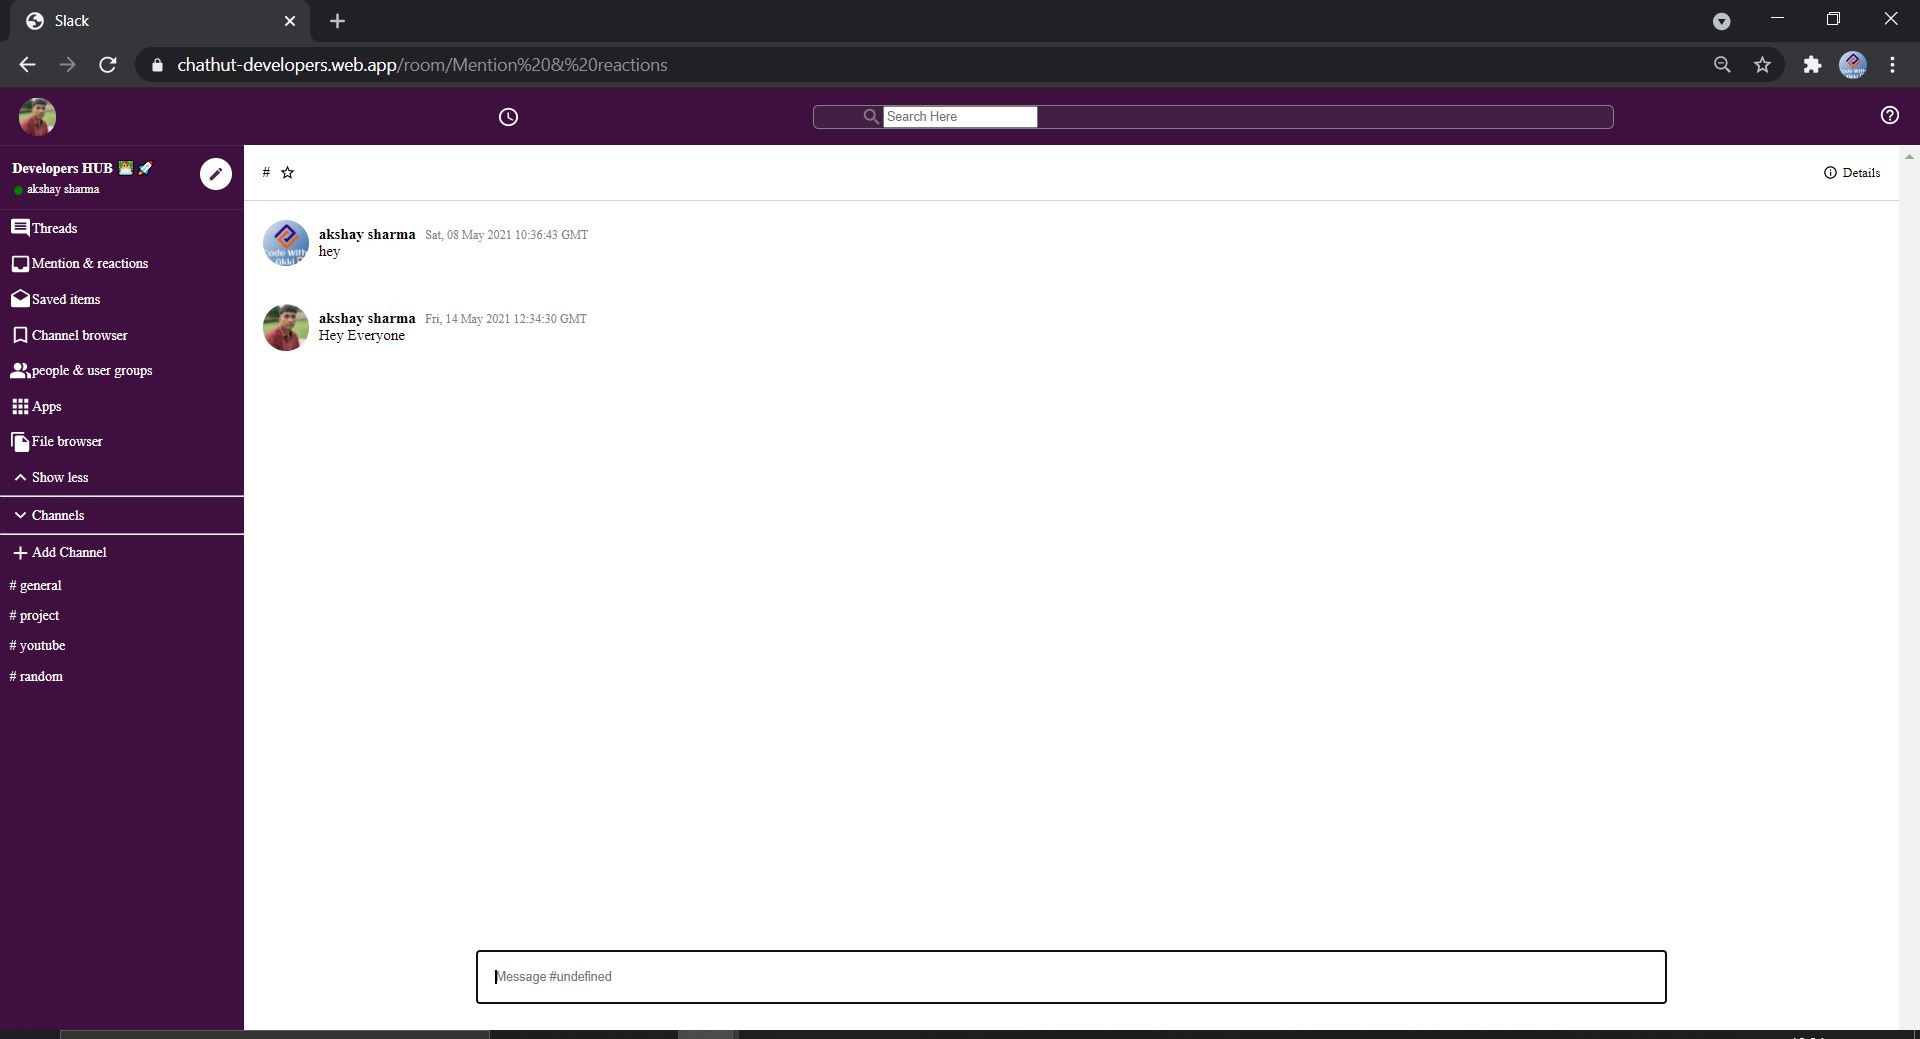 Slack
chathut-developers.web.app/room/Mention%20&%20reactions
Search Here
Developers HUB
akshay sharma
Threads
Mention & reactions
Saved items
Channel browser
people & user groups
Apps
File browser
Show less
Channels
Add Channel
# general
# project
# youtube
# random
#
Details
akshay sharma Sat, 08 May 2021 10:36:43 GMT
hey
akshay sharma Fri, 14 May 2021 12:34:30 GMT
Hey Everyone
Message #undefined